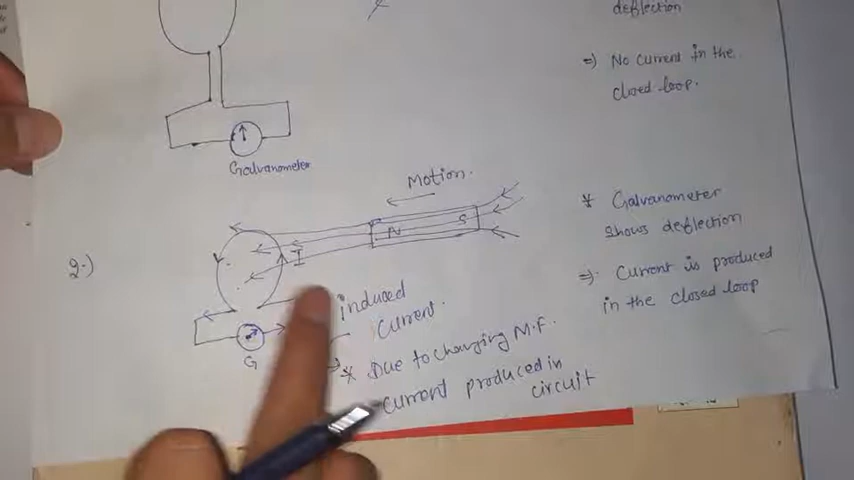 deflection
=) No current in the
closed loop.
Galvanometer
Motion.
* Galvanometer
shows deflection
2.)
N
S
I
=) Current is produced
in the closed loop
induced
Current.
G
* Due to changing M.F.
Current produced in
circuit